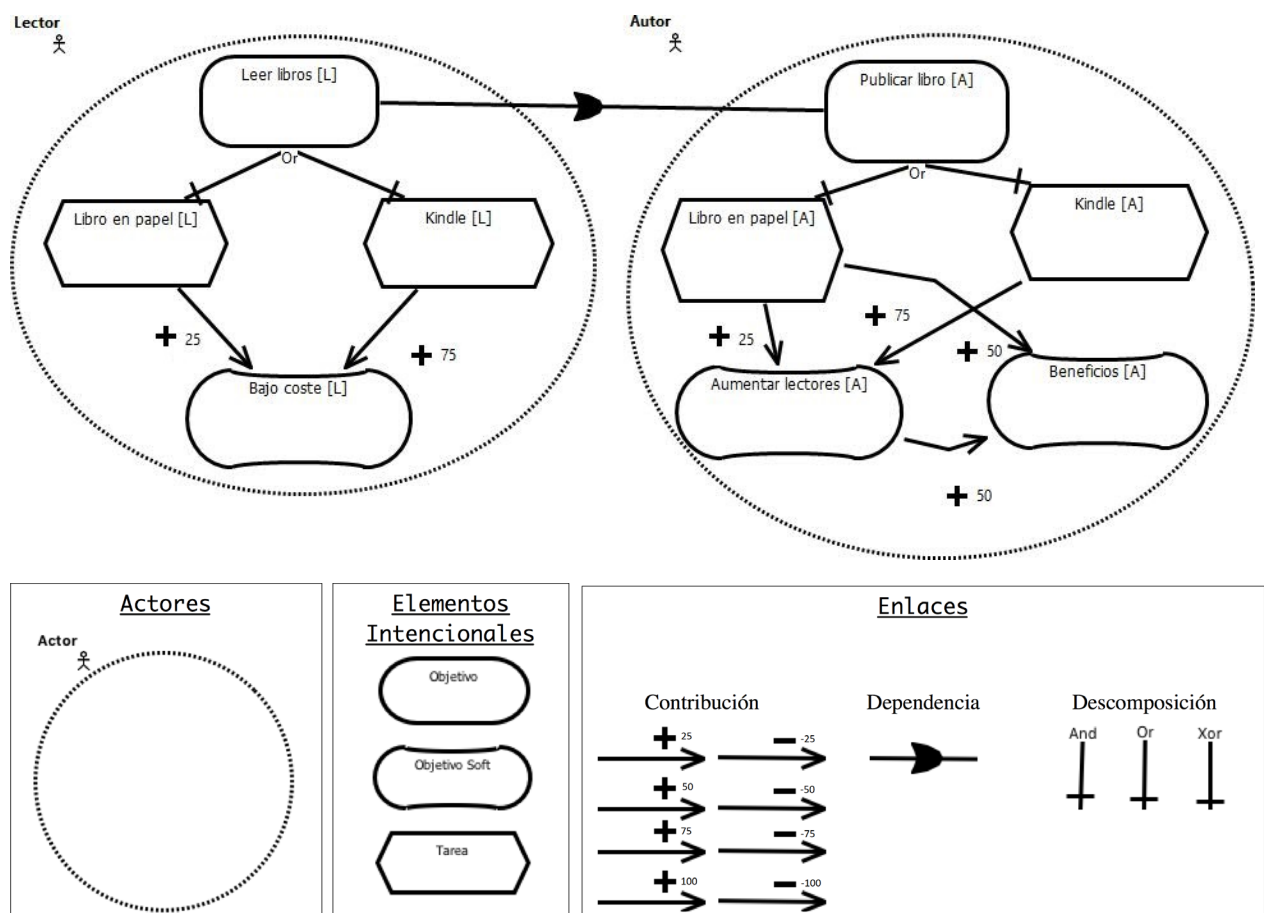 Lector
Autor
Leer libros [L]
Publicar libro [A]
Or
Or
Libro en papel [L]
Kindle [L]
Libro en papel [A]
Kindle [A]
+ 25
+ 75
+ 25
+ 75
+ 50
Bajo coste [L]
Aumentar lectores [A]
Beneficios [A]
+ 50
Actores
Actor
Elementos
Intencionales
Objetivo
Objetivo Soft
Tarea
Enlaces
Contribución
Dependencia
Descomposición
+ 25
- -25
+ 50
- -50
+ 75
- -75
+ 100
- -100
And
Or
Xor